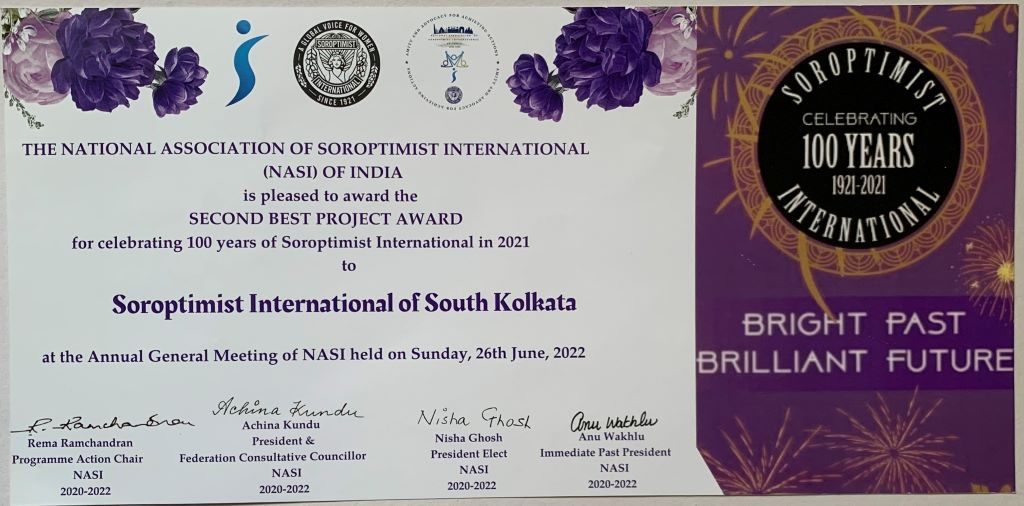 A GLOBAL VOICE FOR WOMEN
SOROPTIMIST
INTERNATIONAL
SINCE 1921
THE NATIONAL ASSOCIATION OF SOROPTIMIST INTERNATIONAL
(NASI) OF INDIA
is pleased to award the
SECOND BEST PROJECT AWARD
for celebrating 100 years of Soroptimist International in 2021
to
Soroptimist International of South Kolkata
at the Annual General Meeting of NASI held on Sunday, 26th June, 2022
R. Ramchandran
Rema Ramchandran
Programme Action Chair
NASI
2020-2022
Achina Kundu
Achina Kundu
President &
Federation Consultative Councillor
NASI
2020-2022
Nisha Ghosh
Nisha Ghosh
President Elect
NASI
2020-2022
Anu Wakhlu
Anu Wakhlu
Immediate Past President
NASI
2020-2022
SOROPTIMIST
CELEBRATING
100 YEARS
1921-2021
INTERNATIONAL
BRIGHT PAST
BRILLIANT FUTURE